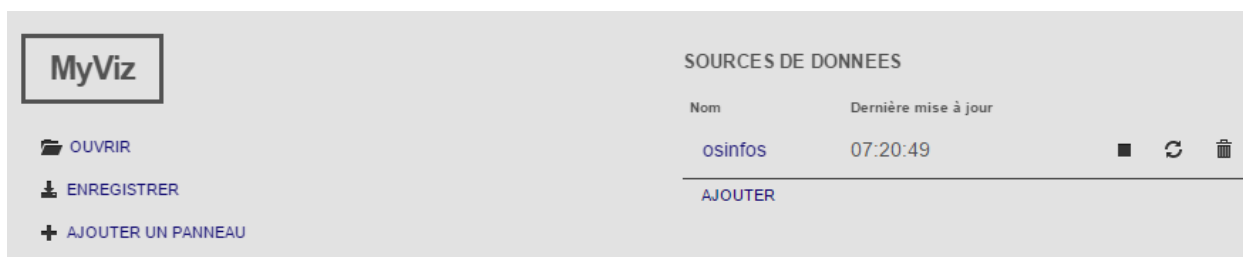 MyViz
OUVRIR
ENREGISTRER
AJOUTER UN PANNEAU
SOURCES DE DONNEES
Nom Dernière mise à jour
osinfos 07:20:49
AJOUTER